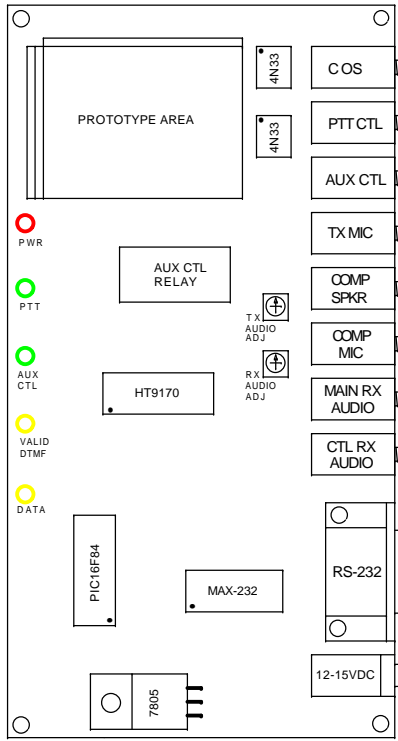 PROTOTYPE AREA
4N33
4N33
COS
PTT CTL
AUX CTL
TX MIC
COMP
SPKR
COMP
MIC
MAIN RX
AUDIO
CTL RX
AUDIO
RS-232
12-15VDC
PWR
PTT
AUX
CTL
VALID
DTMF
DATA
AUX CTL
RELAY
TX
AUDIO
ADJ
RX
AUDIO
ADJ
HT9170
PIC16F84
MAX-232
7805